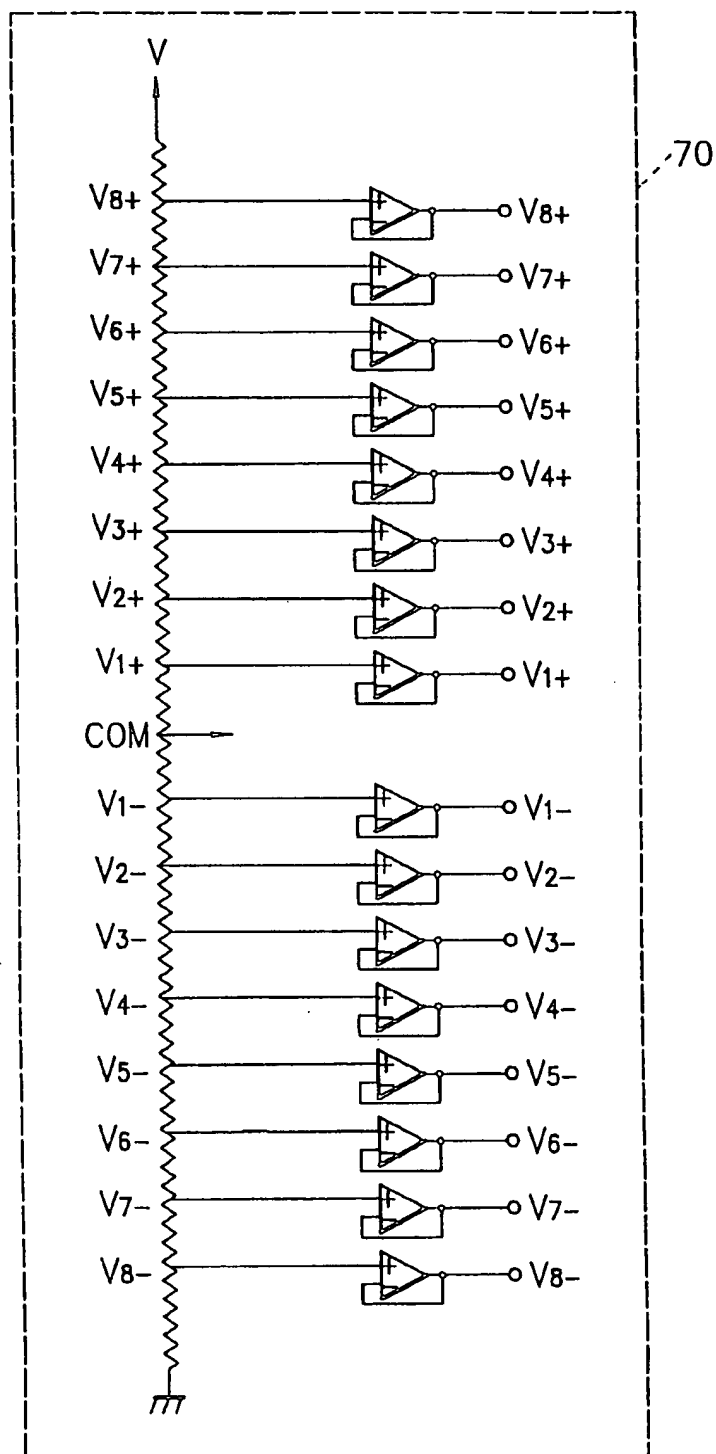 V
70
V8+ V8+
V7+ V7+
V6+ V6+
V5+ V5+
V4+ V4+
V3+ V3+
V2+ V2+
V1+ V1+
COM
V1- V1-
V2- V2-
V3- V3-
V4- V4-
V5- V5-
V6- V6-
V7- V7-
V8- V8-